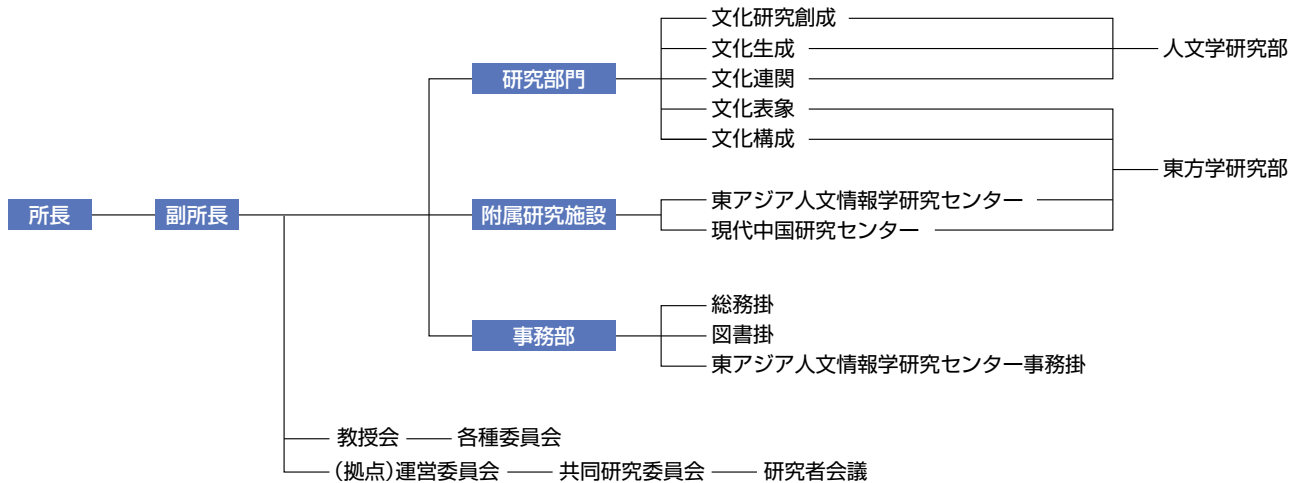 文化研究創成
文化生成
人文学研究部
研究部門
文化連関
文化表象
文化構成
東方学研究部
所長
副所長
附属研究施設
東アジア人文情報学研究センター
現代中国研究センター
総務掛
事務部
図書掛
東アジア人文情報学研究センター事務掛
教授会
各種委員会
(拠点)運営委員会
共同研究委員会
研究者会議